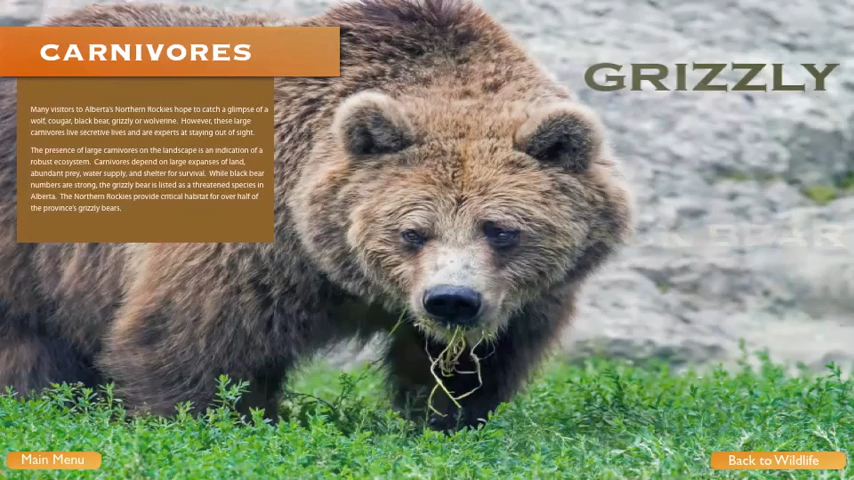 CARNIVORES
GRIZZLY
Many visitors to Alberta's Northern Rockies hope to catch a glimpse of a
wolf, cougar, black bear, grizzly or wolverine. However, these large
carnivores live secretive lives and are experts at staying out of sight.
The presence of large carnivores on the landscape is an indication of a
robust ecosystem. Carnivores depend on large expanses of land,
abundant prey, water supply, and shelter for survival. While black bear
numbers are strong, the grizzly bear is listed as a threatened species in
Alberta. The Northern Rockies provide critical habitat for over half of
the province's grizzly bears.
BEAR
Main Menu
Back to Wildlife